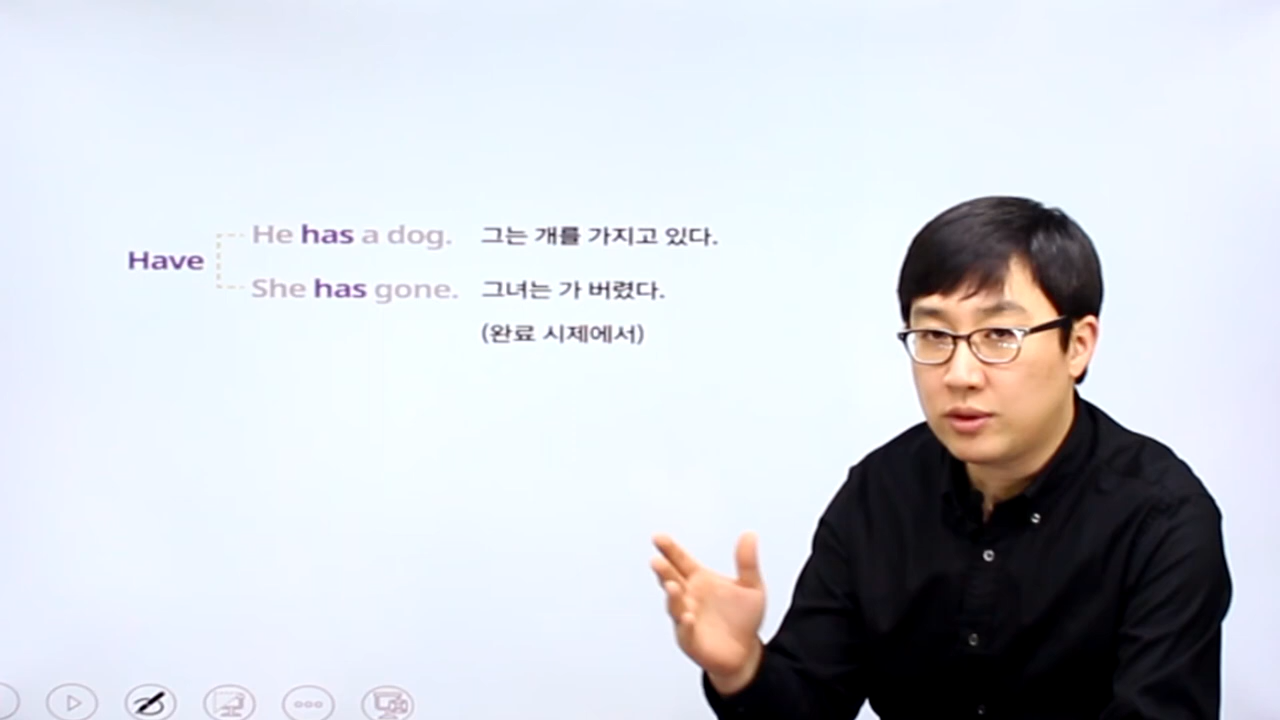 Have
He has a dog. 그는 개를 가지고 있다.
She has gone. 그녀는 가 버렸다.
(완료 시제에서)